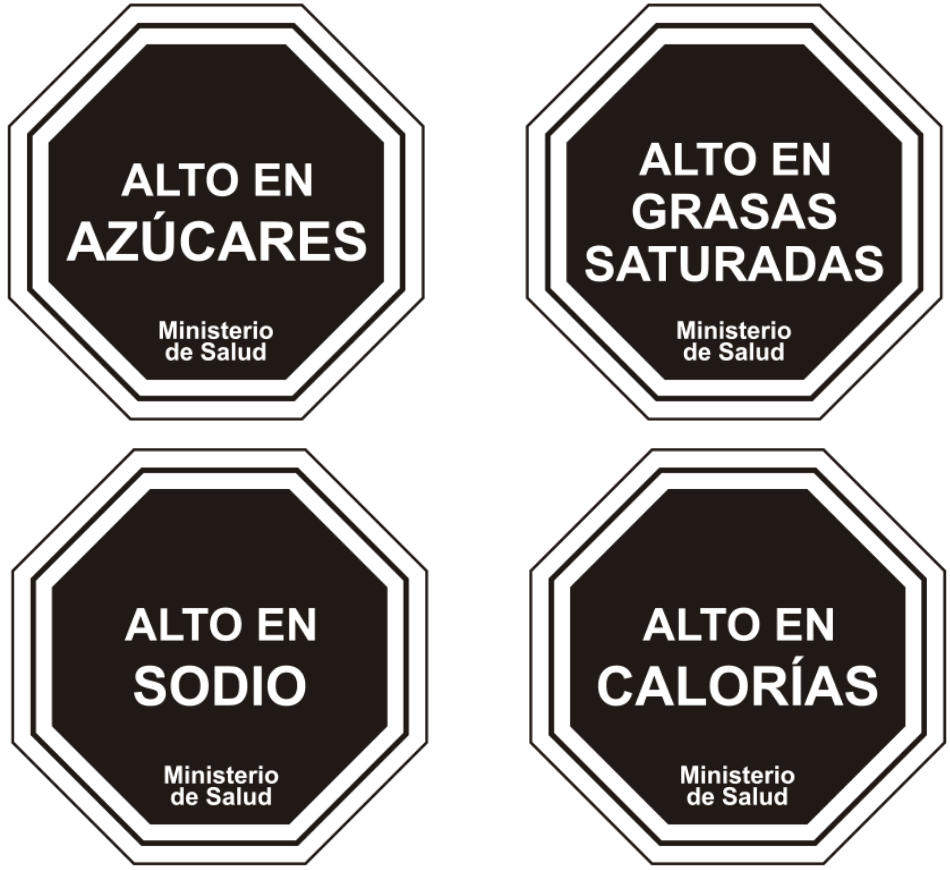 ALTO EN
AZÚCARES
Ministerio
de Salud
ALTO EN
GRASAS
SATURADAS
Ministerio
de Salud
ALTO EN
SODIO
Ministerio
de Salud
ALTO EN
CALORÍAS
Ministerio
de Salud